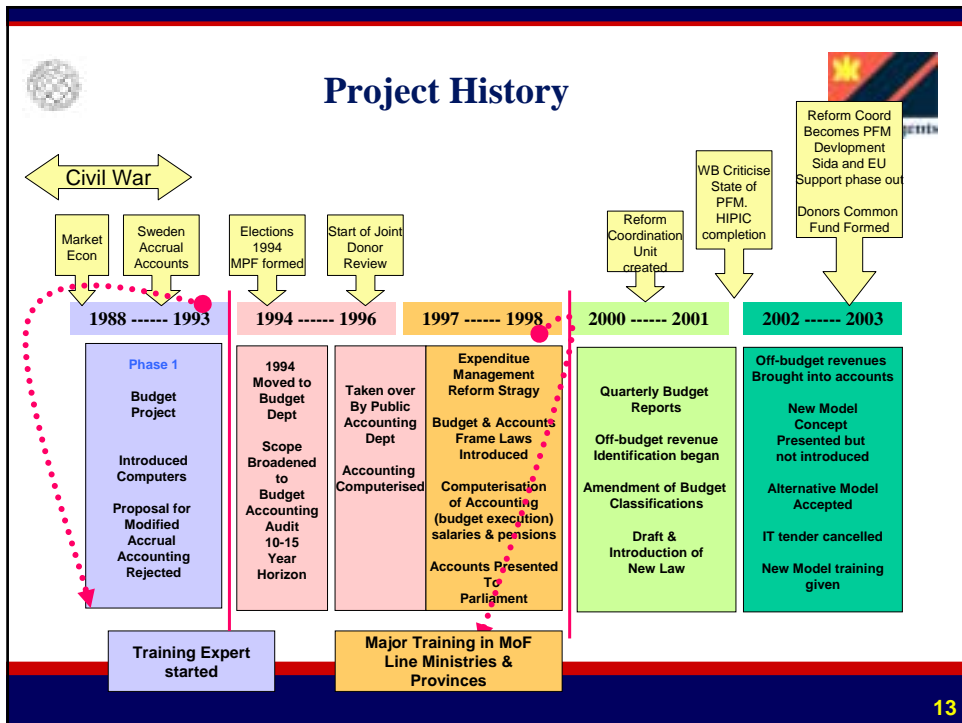 Project History
gents
Civil War
Market
Econ
Sweden
Accrual
Accounts
Elections
1994
MPF formed
Start of Joint
Donor
Review
Reform
Coordination
Unit
created
WB Criticise
State of
PFM.
HIPIC
completion
Reform Coord
Becomes PFM
Devlopment
Sida and EU
Support phase out
Donors Common
Fund Formed
1988 ------ 1993
1994 ------ 1996
1997 ------ 1998
2000 ------ 2001
2002 ------ 2003
Phase 1
Budget
Project
Introduced
Computers
Proposal for
Modified
Accrual
Accounting
Rejected
1994
Moved to
Budget
Dept
Scope
Broadened
to
Budget
Accounting
Audit
10-15
Year
Horizon
Taken over
By Public
Accounting
Dept
Accounting
Computerised
Expenditue
Management
Reform Stragy
Budget & Accounts
Frame Laws
Introduced
Computerisation
of Accounting
(budget execution)
salaries & pensions
Accounts Presented
To
Parliament
Quarterly Budget
Reports
Off-budget revenue
Identification began
Amendment of Budget
Classifications
Draft &
Introduction of
New Law
Off-budget revenues
Brought into accounts
New Model
Concept
Presented but
not introduced
Alternative Model
Accepted
IT tender cancelled
New Model training
given
Training Expert
started
Major Training in MoF
Line Ministries &
Provinces
13